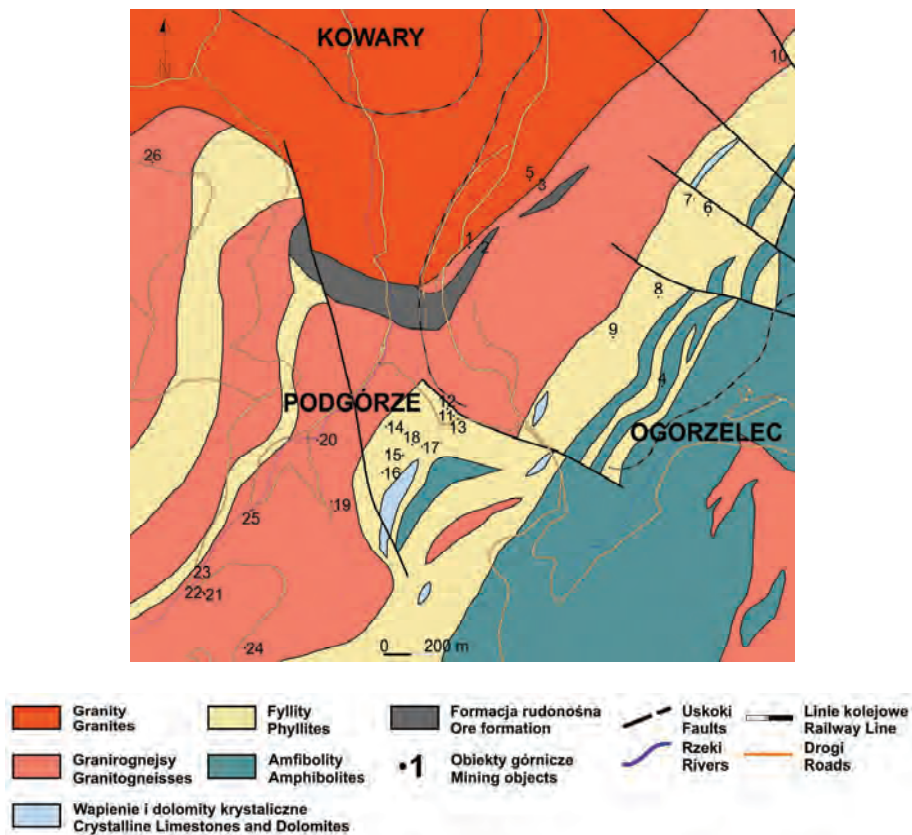 KOWARY
N
10
26
5
3
7
6
1
2
8
9
4
PODGÓRZE
12
11
13
14
18
17
15
16
20
OGORZELEC
19
25
23
22
21
24
0 200 m
Granity
Granites
Fyllity
Phyllites
Formacja rudonośna
Ore formation
Uskoki
Faults
Linie kolejowe
Railway Line
Granirognejsy
Granitogneisses
Amfibolity
Amphibolites
1
Obiekty górnicze
Mining objects
Rzeki
Rivers
Drogi
Roads
Wapienie i dolomity krystaliczne
Crystalline Limestones and Dolomites